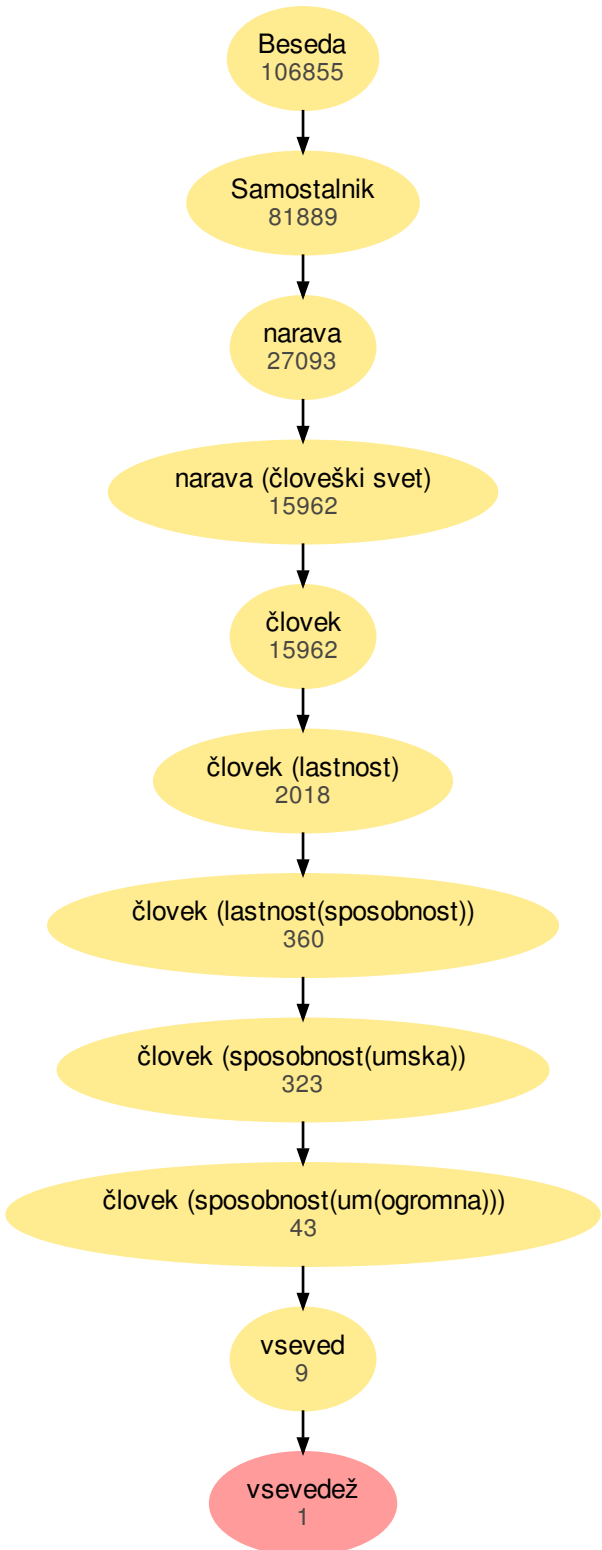 Beseda
106855
Samostalnik
81889
narava
27093
narava (človeški svet)
15962
človek
15962
človek (lastnost)
2018
človek (lastnost(sposobnost))
360
človek (sposobnost(umska))
323
človek (sposobnost(um(ogromna)))
43
vseved
9
vsevedež
1